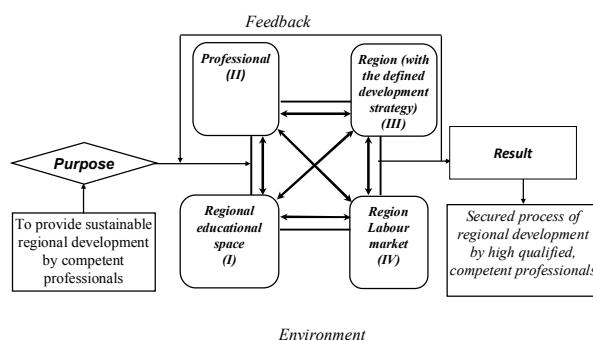 Feedback
Professional
(II)
Region (with
the defined
development
strategy)
(III)
Purpose
Result
To provide sustainable
regional development
by competent
professionals
Regional
educational
space
(I)
Region
Labour
market
(IV)
Secured process of
regional development
by high qualified,
competent professionals
Environment